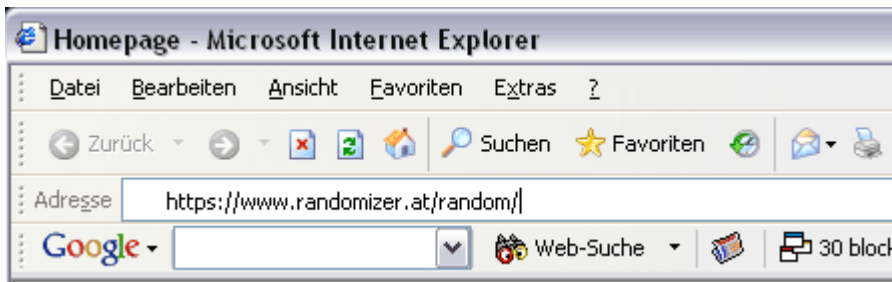 Homepage - Microsoft Internet Explorer
Datei Bearbeiten Ansicht Favoriten Extras ?
Zurück Suchen Favoriten
Adresse https://www.randomizer.at/random/
Google Web-Suche 30 block